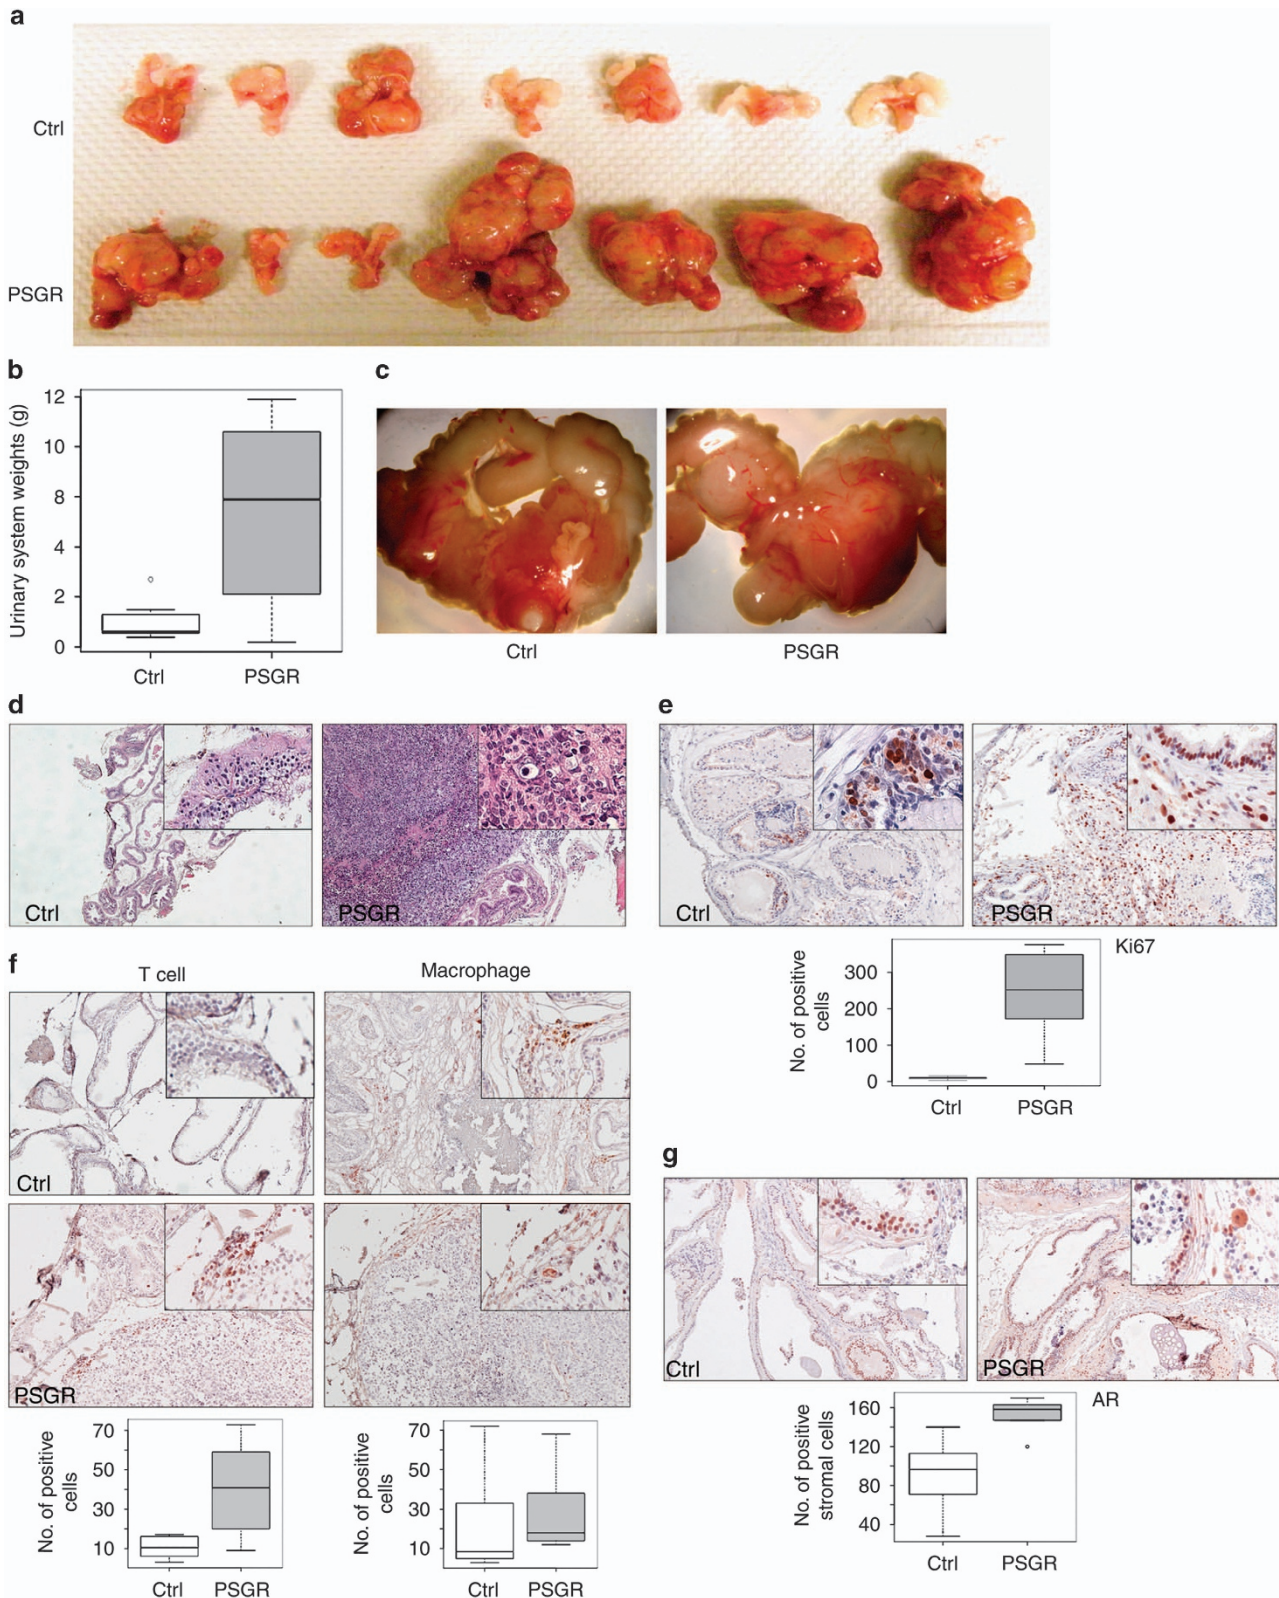 a
Ctrl
PSGR
b
Urinary system weights (g)
12
10
8
4
2
0
Ctrl
PSGR
c
Ctrl
PSGR
d
Ctrl
PSGR
e
Ctrl
PSGR
Ki67
No. of positive
cells
300
200
100
0
Ctrl
PSGR
f
T cell
Macrophage
Ctrl
PSGR
No. of positive
cells
70
50
30
10
Ctrl
PSGR
No. of positive
cells
70
50
30
10
Ctrl
PSGR
g
Ctrl
PSGR
AR
No. of positive
stromal cells
160
120
80
40
Ctrl
PSGR